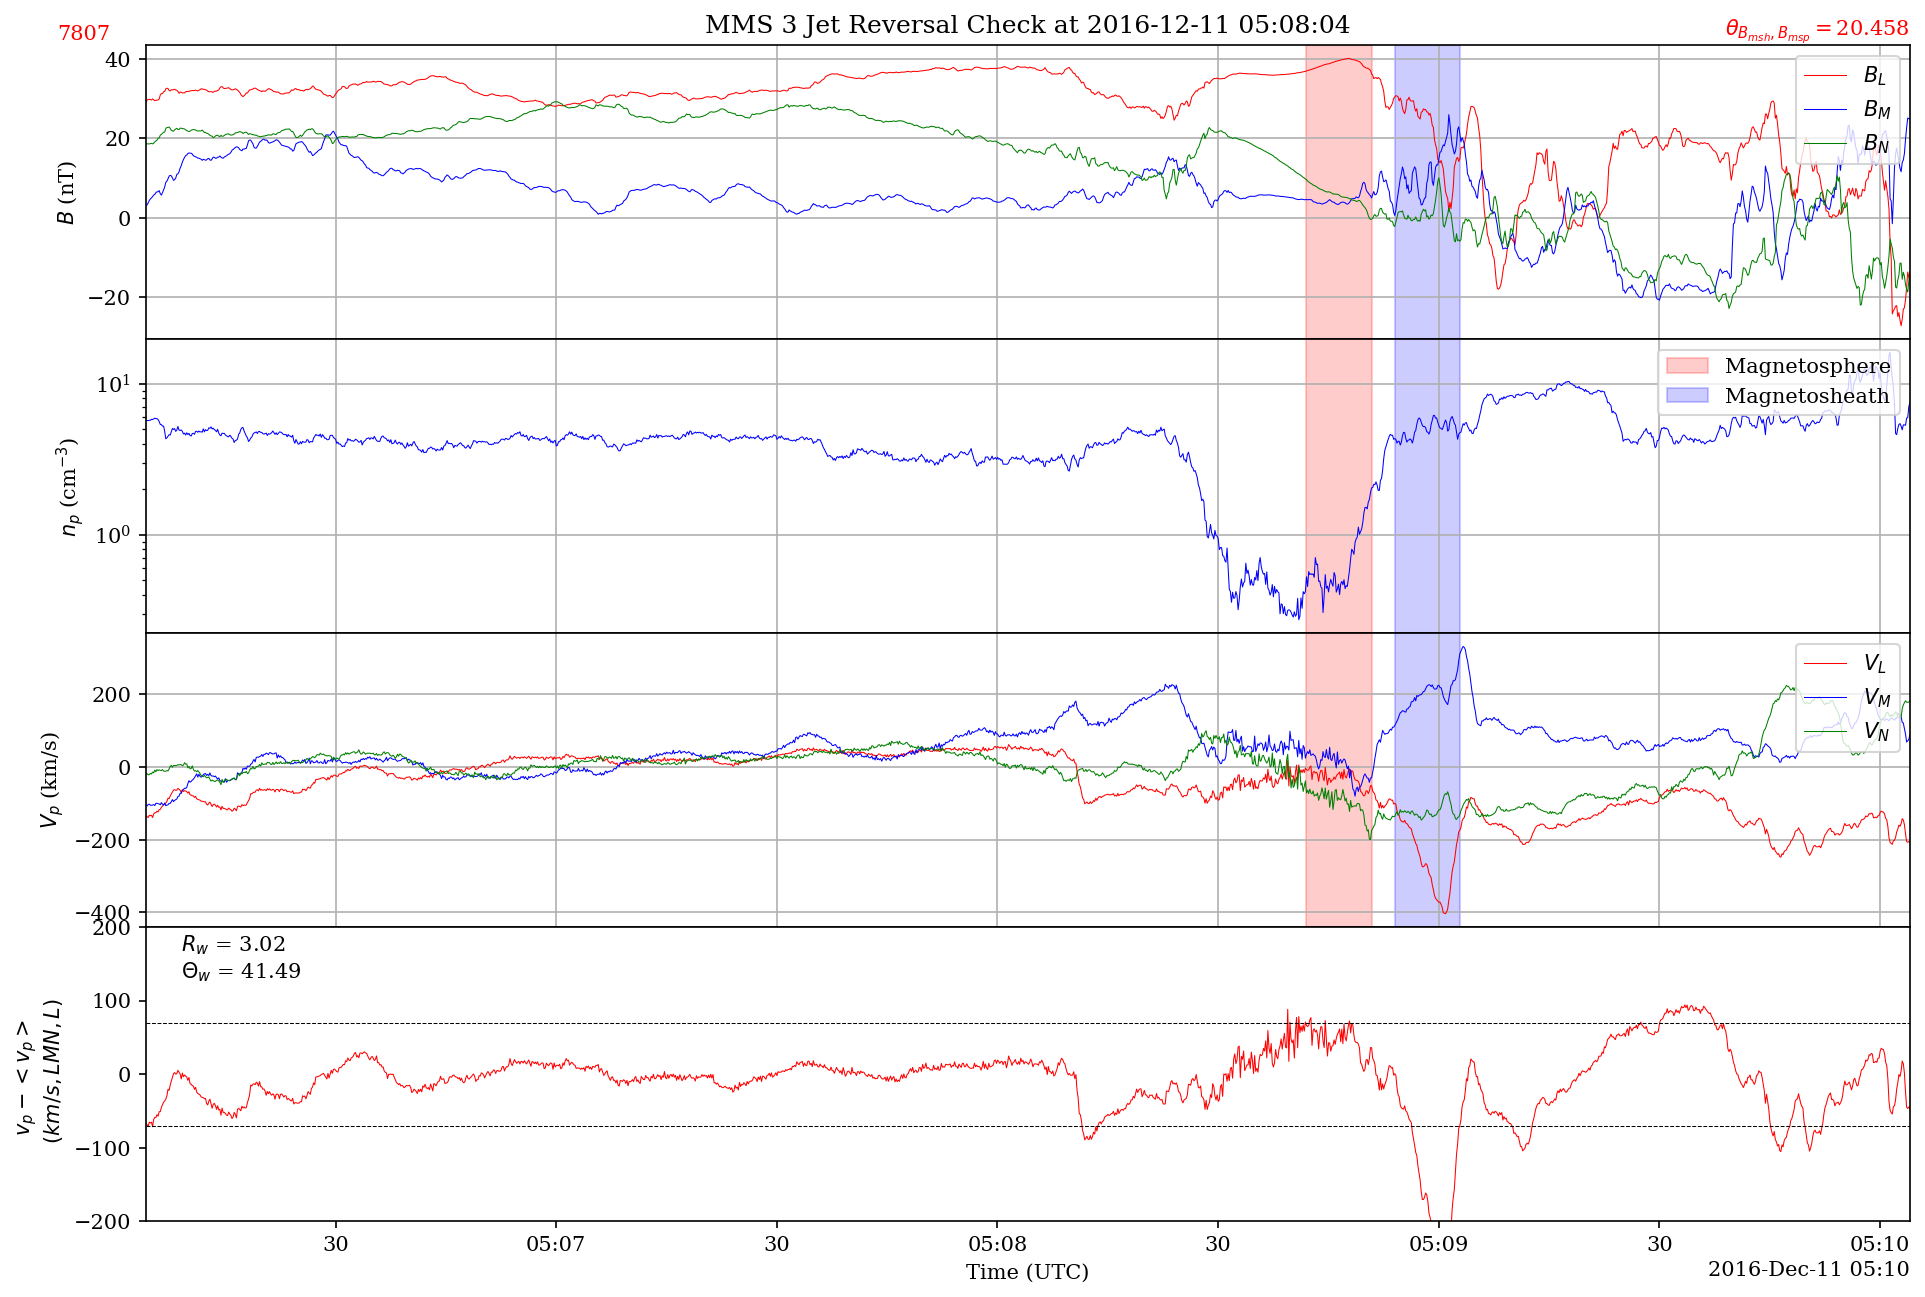 MMS 3 Jet Reversal Check at 2016-12-11 05:08:04
7807
θ_{B_{msh}, B_{msp}} = 20.458
40
20
0
−20
B (nT)
B_L
B_M
B_N
10^1
10^0
n_p (cm^{−3})
Magnetosphere
Magnetosheath
200
0
−200
−400
V_p (km/s)
V_L
V_M
V_N
200
100
0
−100
−200
v_p − < v_p >
(km/s, LMN, L)
R_w = 3.02
Θ_w = 41.49
30
05:07
30
05:08
30
05:09
30
05:10
Time (UTC)
2016-Dec-11 05:10